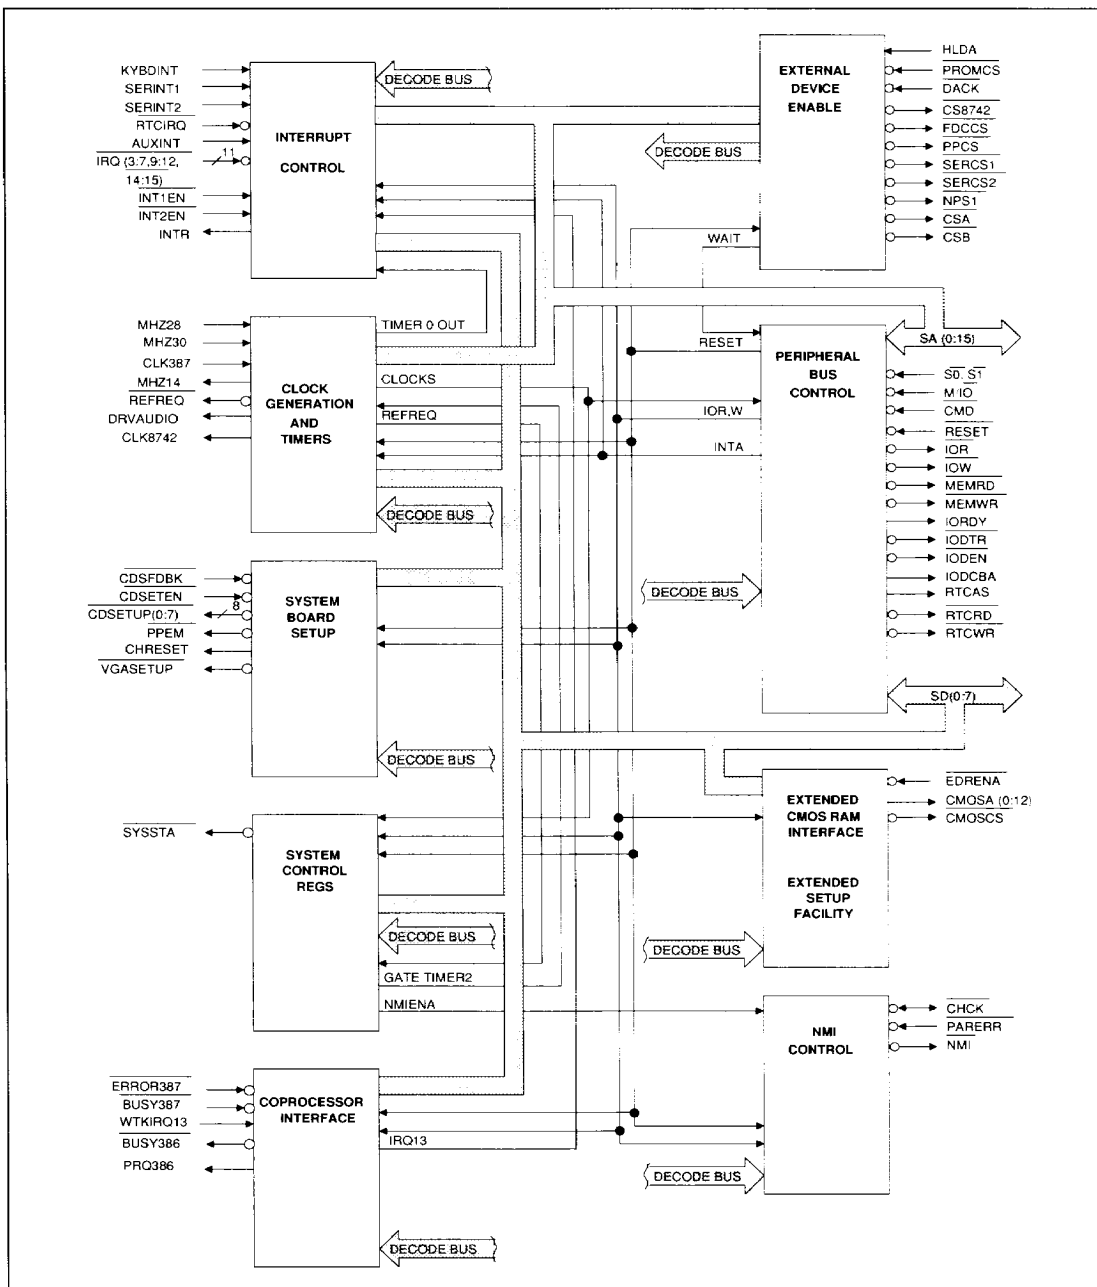 KYBDINT
SERINT1
SERINT2
RTCIRQ
AUXINT
IRQ (3:7,9:12,
14:15)
11
INT1EN
INT2EN
INTR
INTERRUPT
CONTROL
DECODE BUS
MHZ28
MHZ30
CLK387
MHZ14
REFREQ
DRVAUDIO
CLK8742
CLOCK
GENERATION
AND
TIMERS
TIMER 0 OUT
CLOCKS
REFREQ
DECODE BUS
CDSFDBK
CDSETEN
CDSETUP(0:7)
8
PPEM
CHRESET
VGASETUP
SYSTEM
BOARD
SETUP
DECODE BUS
SYSSTA
SYSTEM
CONTROL
REGS
DECODE BUS
GATE TIMER2
NMIENA
ERROR387
BUSY387
WTKIRQ13
BUSY386
PRQ386
COPROCESSOR
INTERFACE
IRQ13
DECODE BUS
EXTERNAL
DEVICE
ENABLE
DECODE BUS
WAIT
HLDA
PROMCS
DACK
CS8742
FDCCS
PPCS
SERCS1
SERCS2
NPS1
CSA
CSB
RESET
IOR,W
INTA
PERIPHERAL
BUS
CONTROL
DECODE BUS
SA (0:15)
S0, S1
M/IO
CMD
RESET
IOR
IOW
MEMRD
MEMWR
IORDY
IODTR
IODEN
IODCBA
RTCAS
RTCRD
RTCWR
SD(0:7)
EXTENDED
CMOS RAM
INTERFACE
EXTENDED
SETUP
FACILITY
DECODE BUS
EDRENA
CMOSA (0:12)
CMOSCS
NMI
CONTROL
DECODE BUS
CHCK
PARERR
NMI